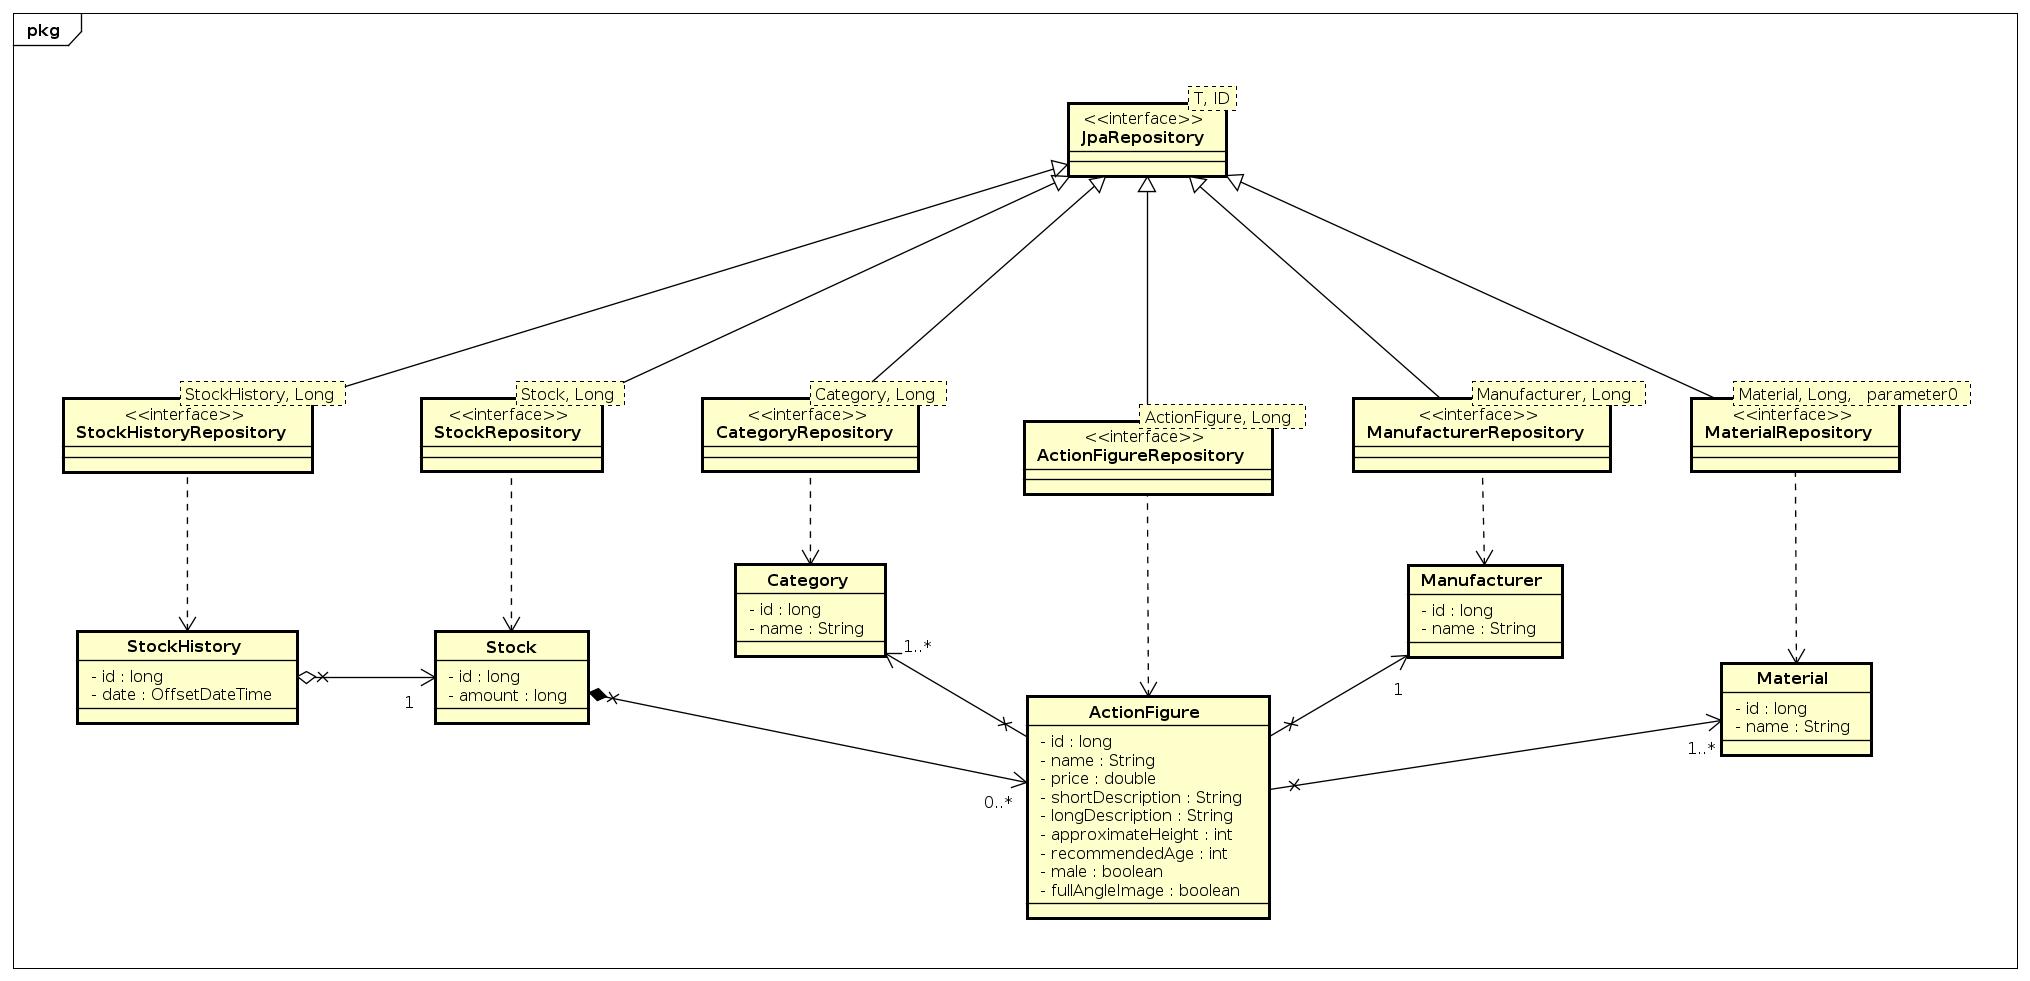 pkg
T, ID
<<interface>>
JpaRepository
StockHistory, Long
<<interface>>
StockHistoryRepository
Stock, Long
<<interface>>
StockRepository
Category, Long
<<interface>>
CategoryRepository
ActionFigure, Long
<<interface>>
ActionFigureRepository
Manufacturer, Long
<<interface>>
ManufacturerRepository
Material, Long, parameter0
<<interface>>
MaterialRepository
StockHistory
- id : long
- date : OffsetDateTime
1
Stock
- id : long
- amount : long
0..*
Category
- id : long
- name : String
1..*
ActionFigure
- id : long
- name : String
- price : double
- shortDescription : String
- longDescription : String
- approximateHeight : int
- recommendedAge : int
- male : boolean
- fullAngleImage : boolean
Manufacturer
- id : long
- name : String
1
Material
- id : long
- name : String
1..*